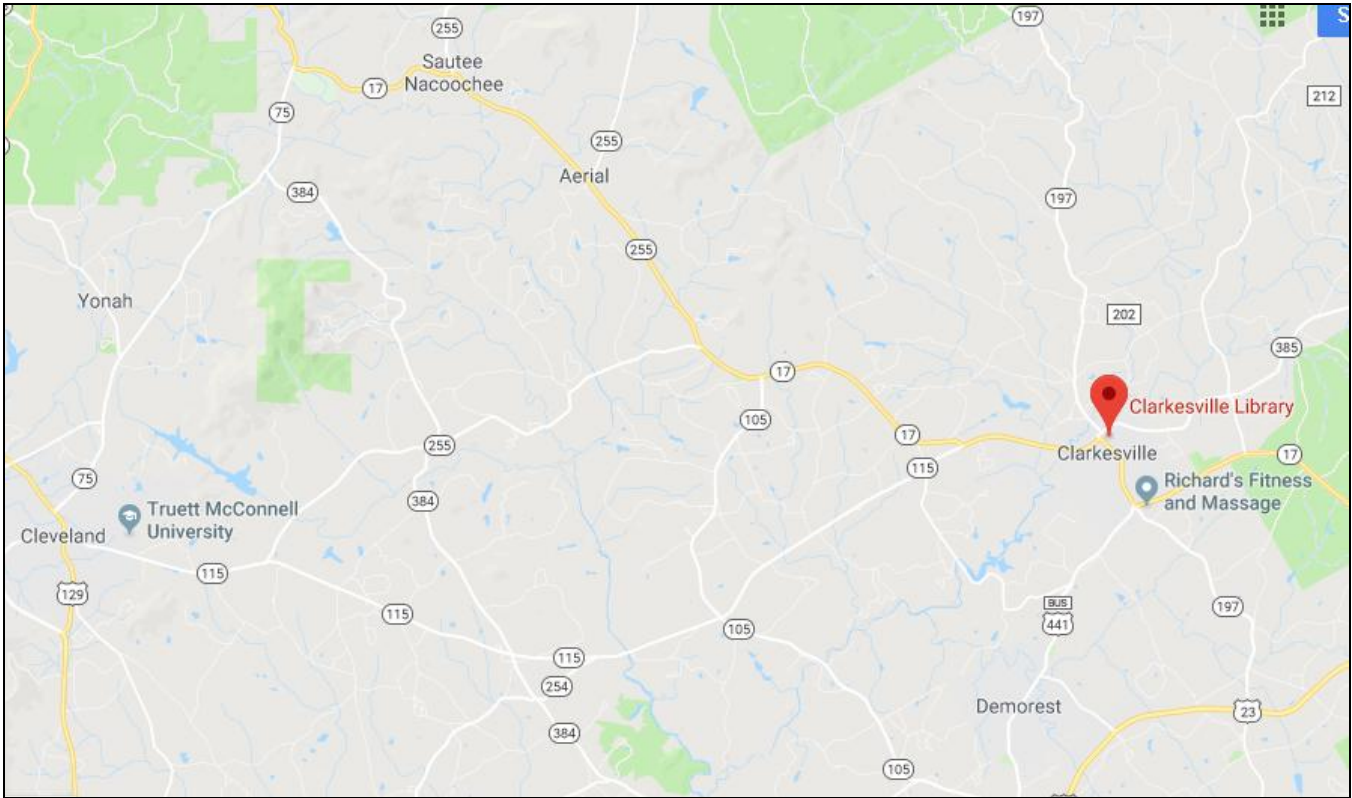 197
S
255
Sautee
Nacoochee
17
212
75
255
Aerial
384
197
255
Yonah
202
385
17
Clarkesville Library
105
17
255
Clarkesville
17
115
75
384
Richard's Fitness
and Massage
Truett McConnell
University
Cleveland
115
129
BUS
441
197
115
105
115
254
Demorest
23
384
105